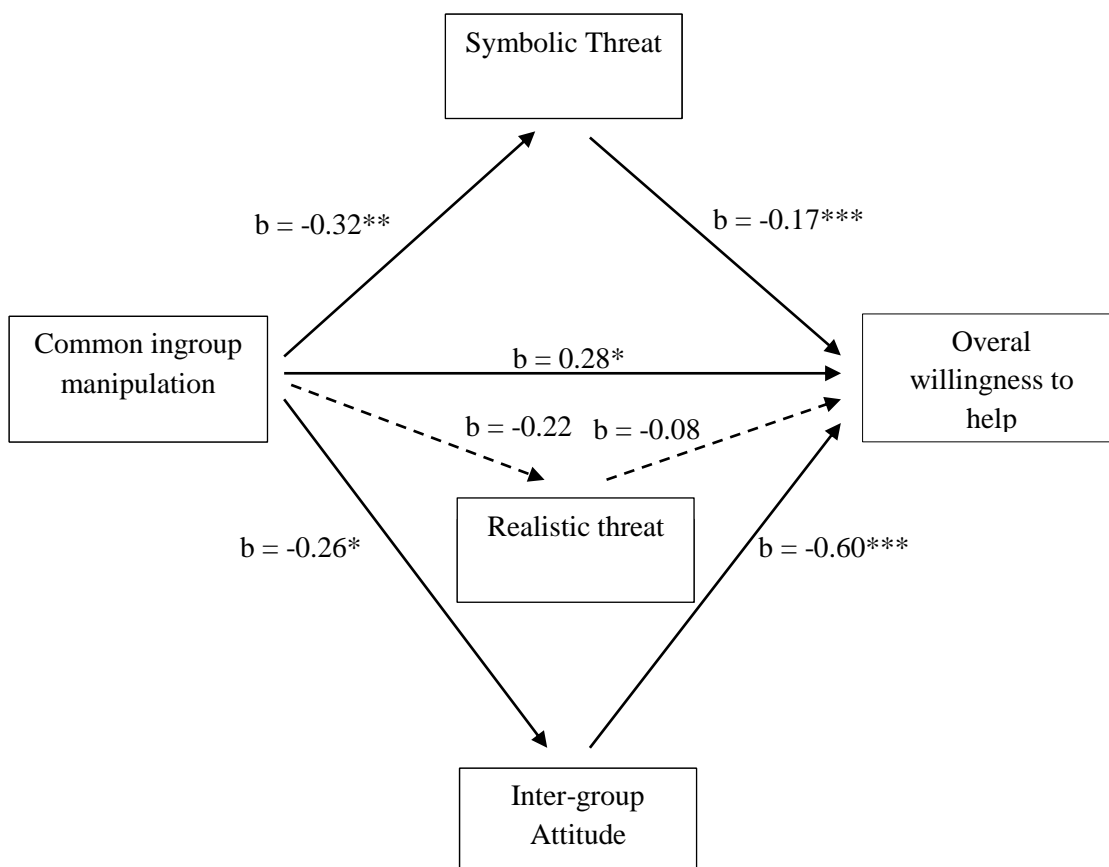 Symbolic Threat
b = -0.32**
b = -0.17***
Common ingroup
manipulation
b = 0.28*
Overal
willingness to
help
b = -0.22
b = -0.08
Realistic threat
b = -0.26*
b = -0.60***
Inter-group
Attitude